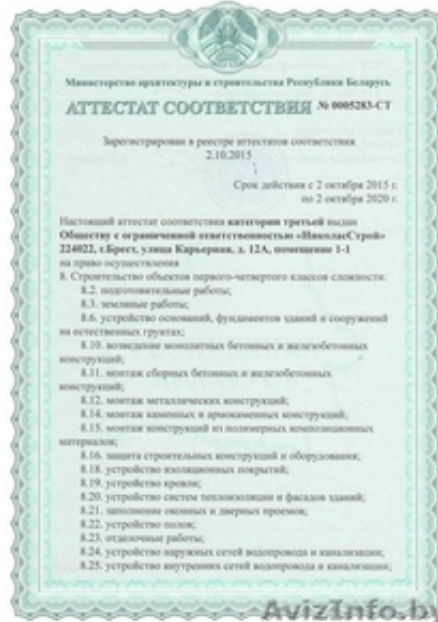 Министерство архитектуры и строительства Республики Беларусь
АТТЕСТАТ СООТВЕТСТВИЯ № 0005283-СТ
Зарегистрирован в реестре аттестатов соответствия
2.10.2015
Срок действия с 2 октября 2015 г.
по 2 октября 2020 г.
Настоящий аттестат соответствия категории третьей выдан
Обществу с ограниченной ответственностью «НиколасСтрой»
224022, г.Брест, улица Карьерная, д. 12А, помещение 1-1
на право осуществления
8. Строительство объектов первого-четвертого классов сложности:
8.2. подготовительные работы;
8.3. земляные работы;
8.6. устройство оснований, фундаментов зданий и сооружений
на естественных грунтах;
8.10. возведение монолитных бетонных и железобетонных
конструкций;
8.11. монтаж сборных бетонных и железобетонных
конструкций;
8.12. монтаж металлических конструкций;
8.14. монтаж каменных и армокаменных конструкций;
8.15. монтаж конструкций из полимерных композиционных
материалов;
8.16. защита строительных конструкций и оборудования;
8.18. устройство изоляционных покрытий;
8.19. устройство кровли;
8.20. устройство систем теплоизоляции и фасадов зданий;
8.21. заполнение оконных и дверных проемов;
8.22. устройство полов;
8.23. отделочные работы;
8.24. устройство наружных сетей водопровода и канализации;
8.25. устройство внутренних сетей водопровода и канализации;
AvizInfo.by